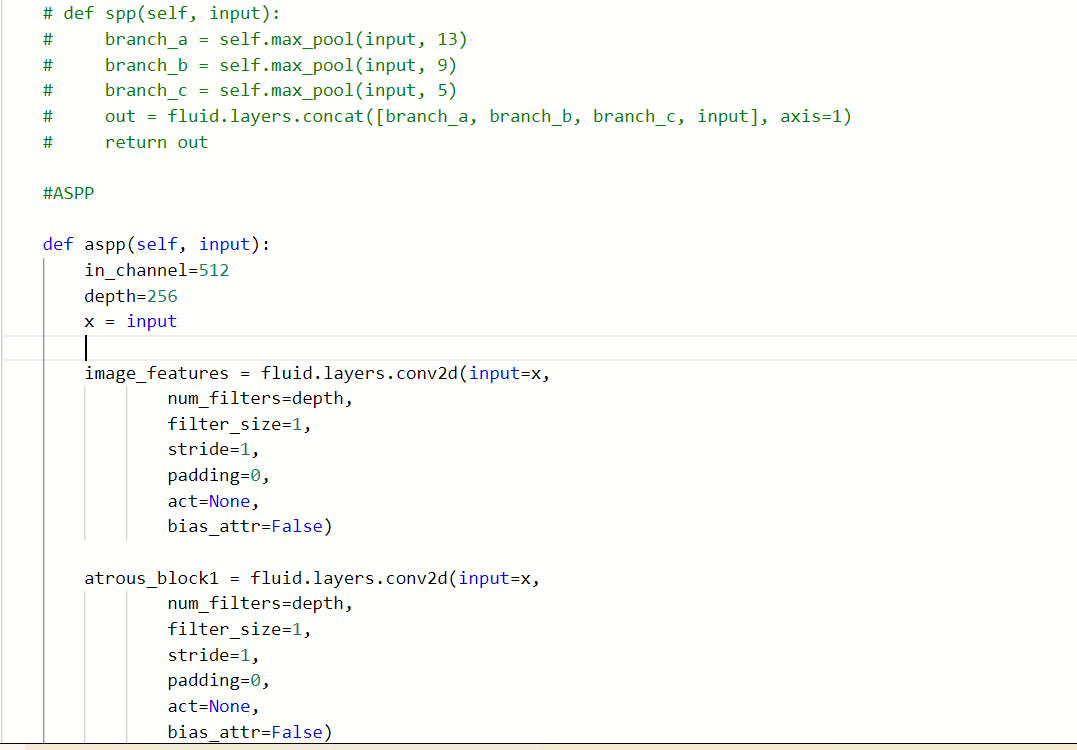 # def spp(self, input):
#     branch_a = self.max_pool(input, 13)
#     branch_b = self.max_pool(input, 9)
#     branch_c = self.max_pool(input, 5)
#     out = fluid.layers.concat([branch_a, branch_b, branch_c, input], axis=1)
#     return out
#ASPP
def aspp(self, input):
    in_channel=512
    depth=256
    x = input
    image_features = fluid.layers.conv2d(input=x,
            num_filters=depth,
            filter_size=1,
            stride=1,
            padding=0,
            act=None,
            bias_attr=False)
    atrous_block1 = fluid.layers.conv2d(input=x,
            num_filters=depth,
            filter_size=1,
            stride=1,
            padding=0,
            act=None,
            bias_attr=False)